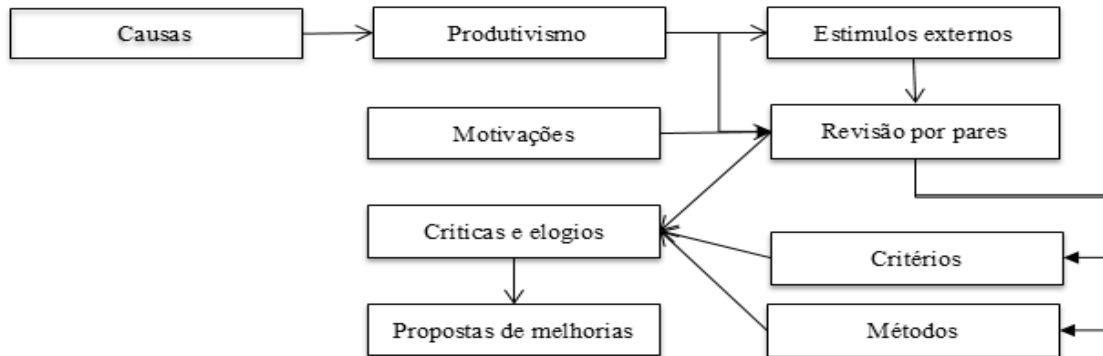 Causas
Produtivismo
Estimulos externos
Motivações
Revisão por pares
Criticas e elogios
Critérios
Propostas de melhorias
Métodos